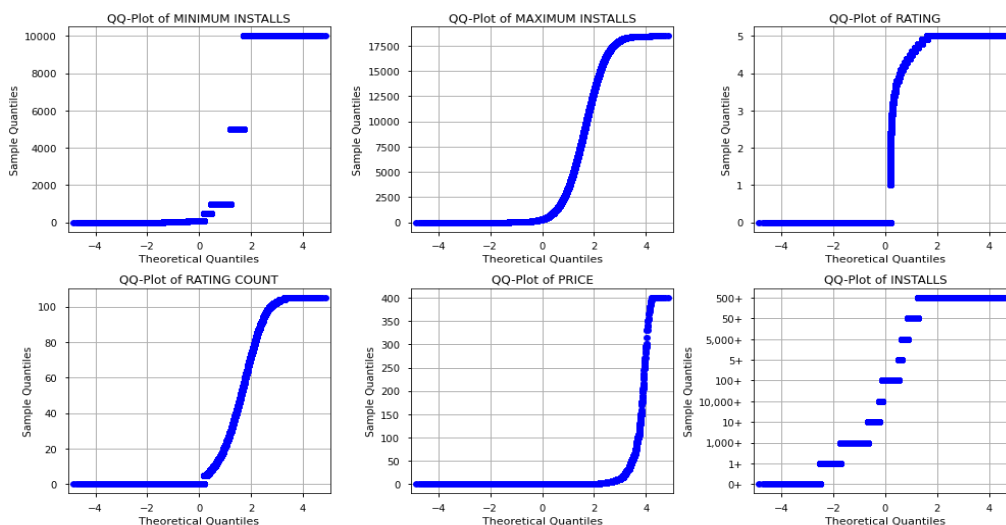 QQ-Plot of MINIMUM INSTALLS
Sample Quantiles
10000
8000
6000
4000
2000
0
−4 −2 0 2 4
Theoretical Quantiles
QQ-Plot of MAXIMUM INSTALLS
Sample Quantiles
17500
15000
12500
10000
7500
5000
2500
0
−4 −2 0 2 4
Theoretical Quantiles
QQ-Plot of RATING
Sample Quantiles
5
4
3
2
1
0
−4 −2 0 2 4
Theoretical Quantiles
QQ-Plot of RATING COUNT
Sample Quantiles
100
80
60
40
20
0
−4 −2 0 2 4
Theoretical Quantiles
QQ-Plot of PRICE
Sample Quantiles
400
350
300
250
200
150
100
50
0
−4 −2 0 2 4
Theoretical Quantiles
QQ-Plot of INSTALLS
Sample Quantiles
500+
50+
5,000+
5+
100+
10,000+
10+
1,000+
1+
0+
−4 −2 0 2 4
Theoretical Quantiles